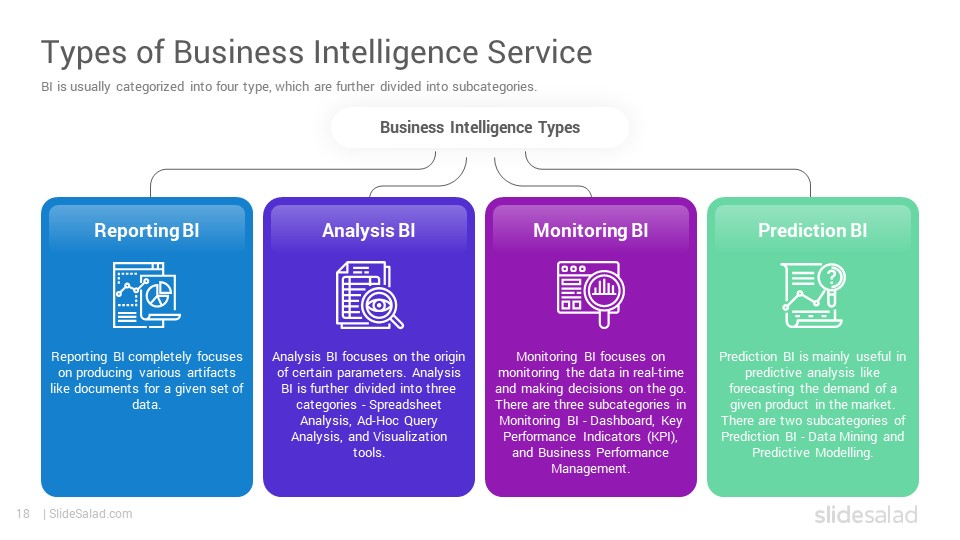 Types of Business Intelligence Service
BI is usually categorized into four type, which are further divided into subcategories.
Business Intelligence Types
Reporting BI
Reporting BI completely focuses
on producing various artifacts
like documents for a given set of
data.
Analysis BI
Analysis BI focuses on the origin
of certain parameters. Analysis
BI is further divided into three
categories - Spreadsheet
Analysis, Ad-Hoc Query
Analysis, and Visualization
tools.
Monitoring BI
Monitoring BI focuses on
monitoring the data in real-time
and making decisions on the go.
There are three subcategories in
Monitoring BI - Dashboard, Key
Performance Indicators (KPI),
and Business Performance
Management.
Prediction BI
?
Prediction BI is mainly useful in
predictive analysis like
forecasting the demand of a
given product in the market.
There are two subcategories of
Prediction BI - Data Mining and
Predictive Modelling.
18 | SlideSalad.com
slidesalad